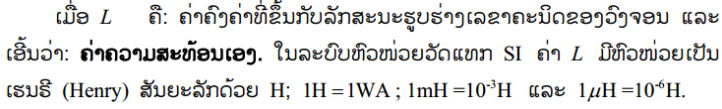 ເມື່ອ L ຄື: ຄ່າຄົງຄ່າທີ່ຂຶ້ນກັບລັກສະນະຮູບຮ່າງເລຂາຄະນິດຂອງວົງຈອນ ແລະ
ເອີ້ນວ່າ: ຄ່າຄວາມສະທ້ອນເອງ. ໃນລະບົບຫົວໜ່ວຍວັດແທກ SI ຄ່າ L ມີຫົວໜ່ວຍເປັນ
ເຮນຣີ (Henry) ສັນຍະລັກດ້ວຍ H; 1H = 1WA ; 1mH =10⁻³H ແລະ 1μH =10⁻⁶H.